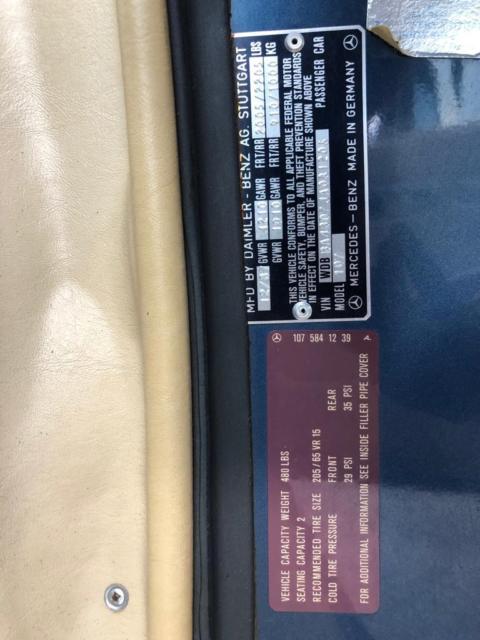 MFD BY DAIMLER - BENZ AG. STUTTGART
GVWR GAWR FRT/RR 2005/2205 LBS
GVWR GAWR FRT/RR KG
THIS VEHICLE CONFORMS TO ALL APPLICABLE FEDERAL MOTOR
VEHICLE SAFETY, BUMPER, AND THEFT PREVENTION STANDARDS
IN EFFECT ON THE DATE OF MANUFACTURE SHOWN ABOVE
VIN WDB
MODEL 107 PASSENGER CAR
MERCEDES-BENZ MADE IN GERMANY
107 584 12 39 A
VEHICLE CAPACITY WEIGHT 480 LBS
SEATING CAPACITY 2
RECOMMENDED TIRE SIZE 205/65 VR 15
COLD TIRE PRESSURE FRONT REAR
29 PSI 35 PSI
FOR ADDITIONAL INFORMATION SEE INSIDE FILLER PIPE COVER